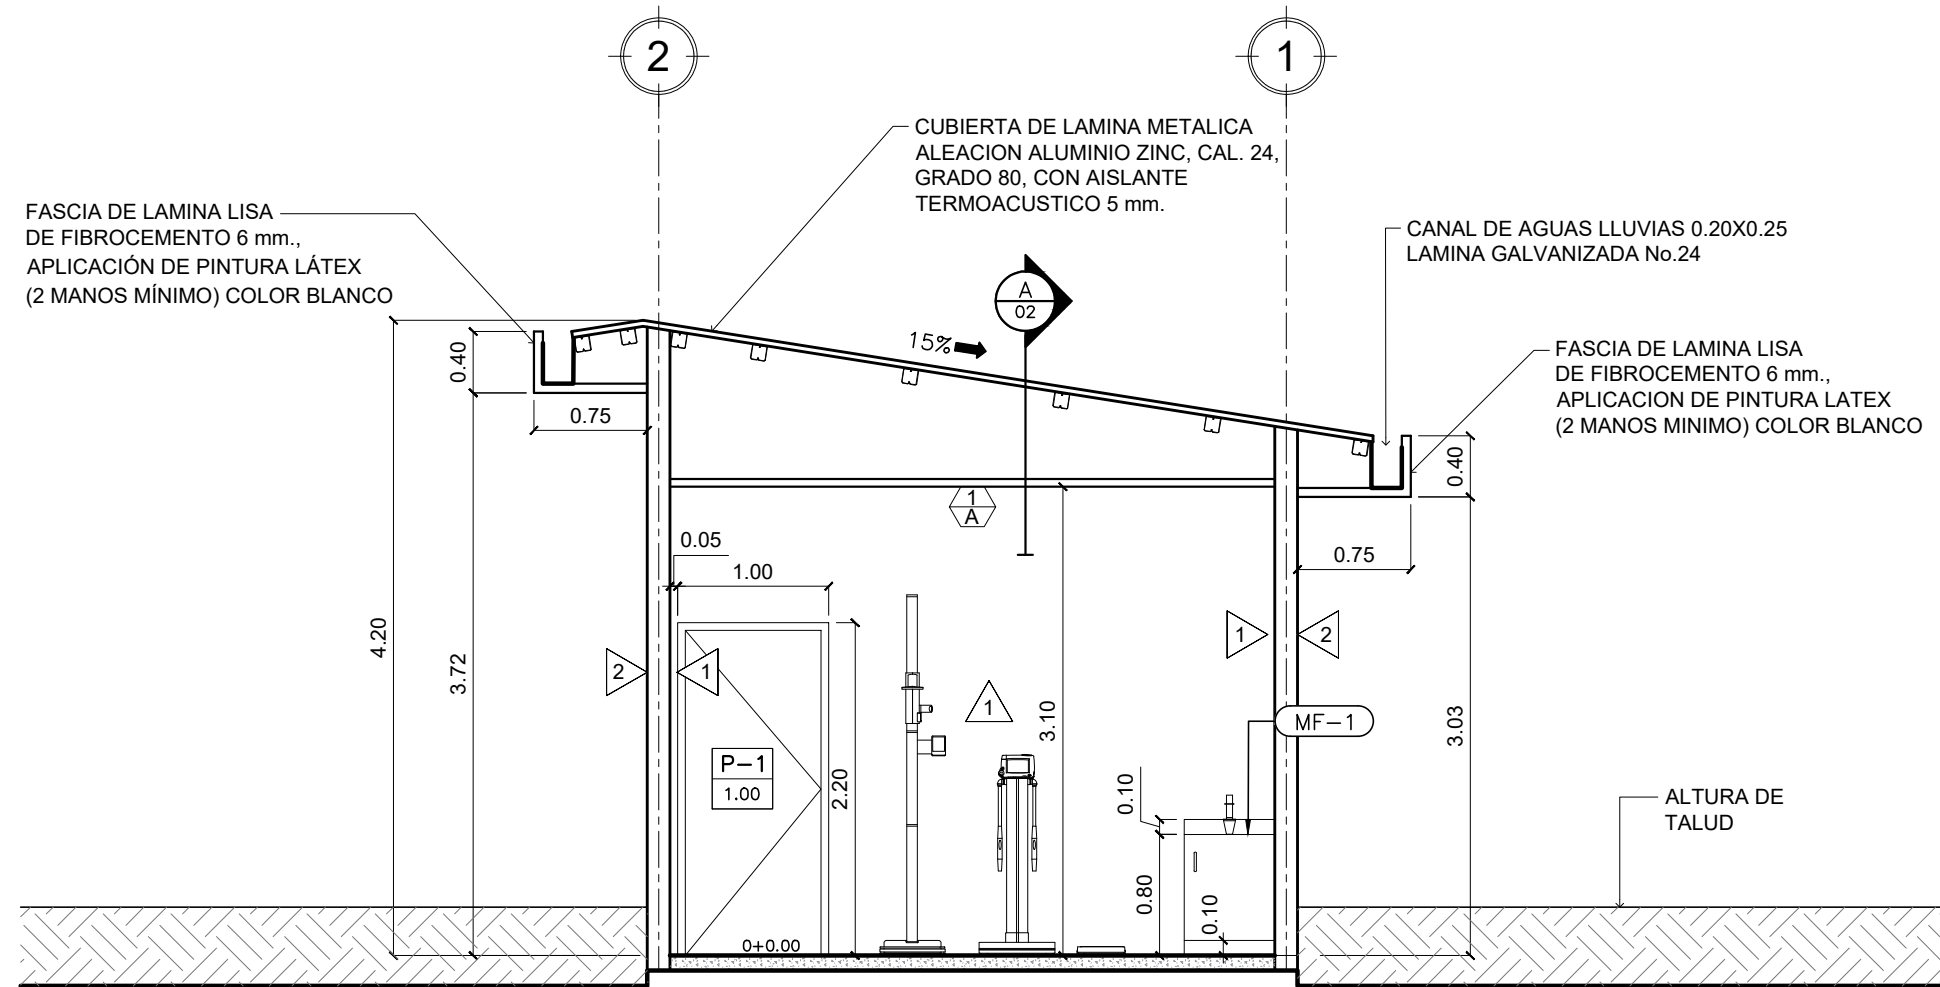 2
1
CUBIERTA DE LAMINA METALICA
ALEACION ALUMINIO ZINC, CAL. 24,
GRADO 80, CON AISLANTE
TERMOACUSTICO 5 mm.
FASCIA DE LAMINA LISA
DE FIBROCEMENTO 6 mm.,
APLICACIÓN DE PINTURA LÁTEX
(2 MANOS MÍNIMO) COLOR BLANCO
CANAL DE AGUAS LLUVIAS 0.20X0.25
LAMINA GALVANIZADA No.24
A
02
15%
FASCIA DE LAMINA LISA
DE FIBROCEMENTO 6 mm.,
APLICACION DE PINTURA LATEX
(2 MANOS MINIMO) COLOR BLANCO
0.40
0.75
0.40
1
A
0.05
1.00
0.75
4.20
3.72
2
1
1
1
2
3.10
MF-1
3.03
P-1
1.00
2.20
0.10
0.80
0.10
ALTURA DE
TALUD
0+0.00